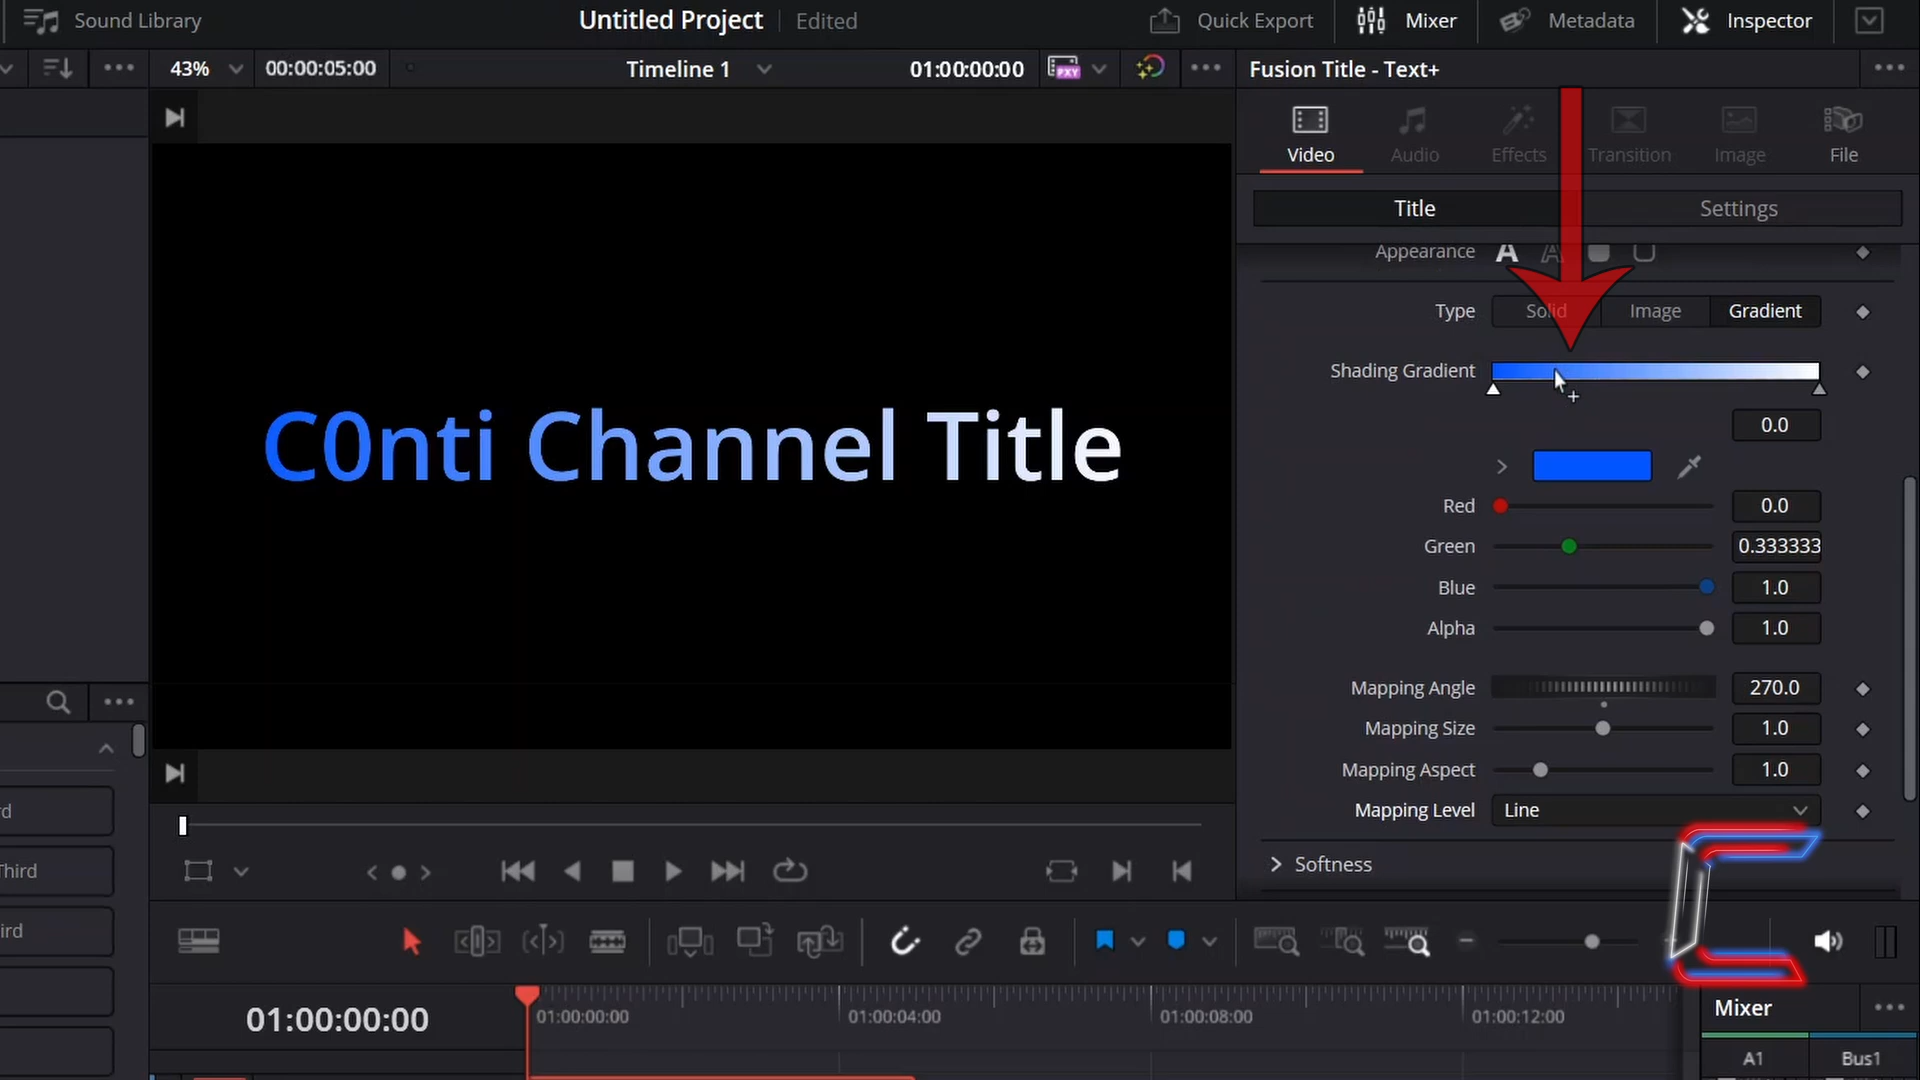 Sound Library
Untitled Project
Edited
Quick Export
Mixer
Metadata
Inspector
43%
00:00:05:00
Timeline 1
01:00:00:00
PXY
Fusion Title - Text+
Video
Audio
Effects
Transition
Image
File
Title
Settings
Appearance
Type
Solid
Image
Gradient
Shading Gradient
0.0
Red
0.0
Green
0.333333
Blue
1.0
Alpha
1.0
Mapping Angle
270.0
Mapping Size
1.0
Mapping Aspect
1.0
Mapping Level
Line
Softness
C0nti Channel Title
rd
Third
ird
01:00:00:00
01:00:00:00
01:00:04:00
01:00:08:00
01:00:12:00
Mixer
A1
Bus1